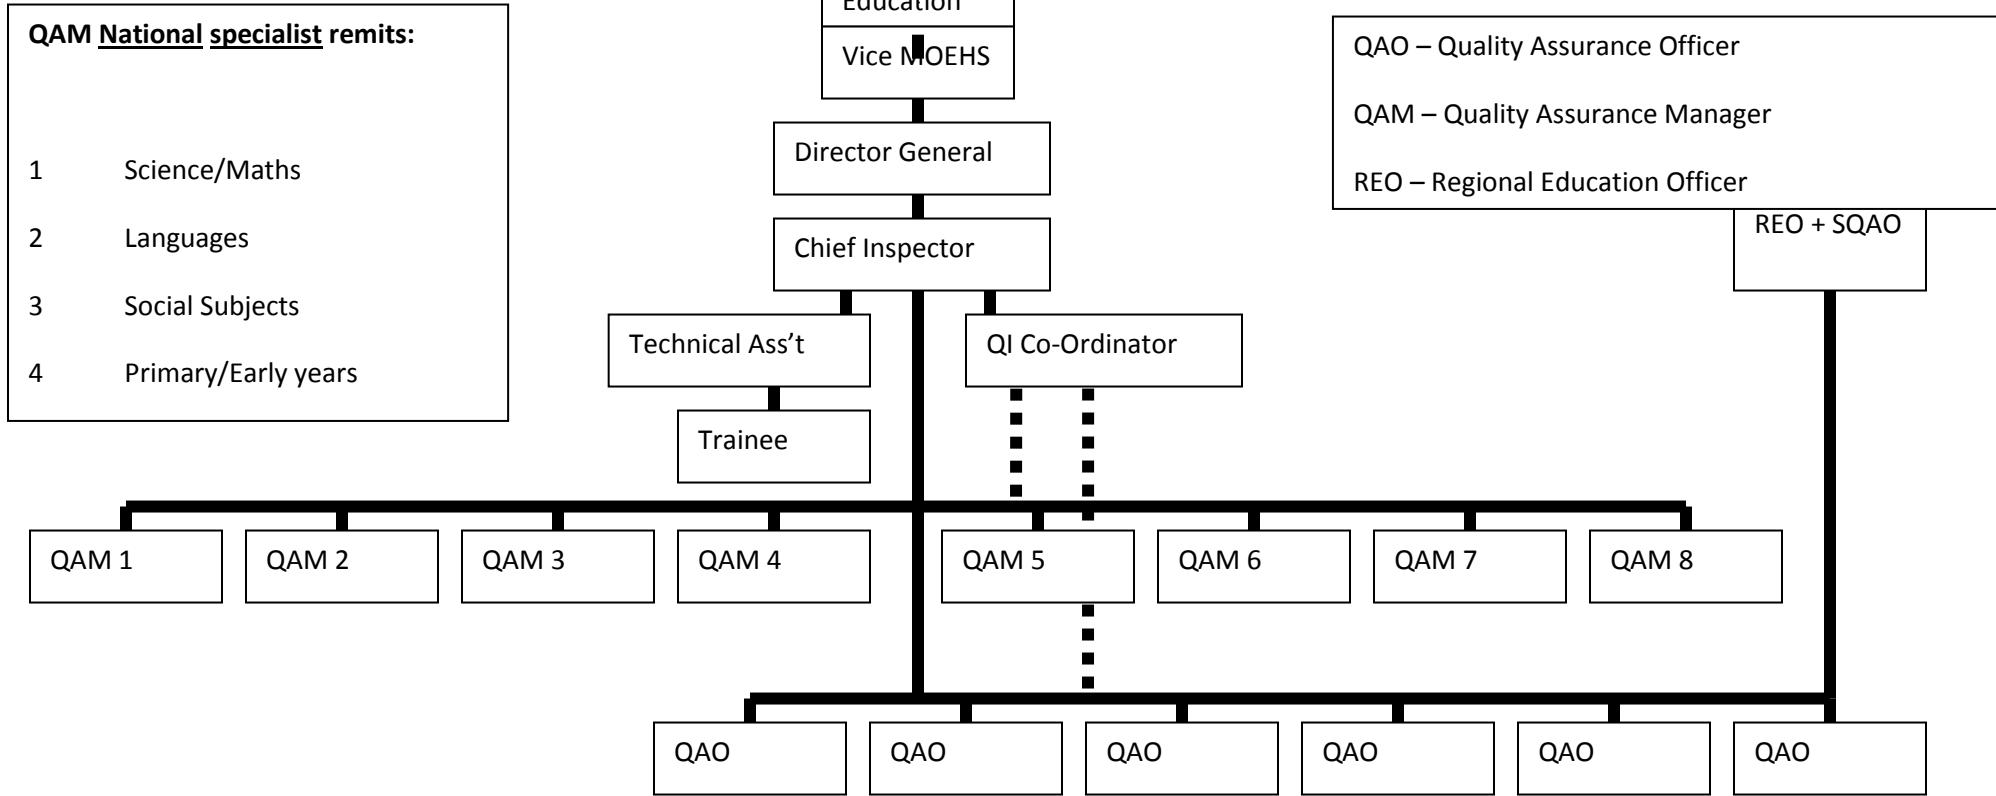 QAM National specialist remits:
1 Science/Maths
2 Languages
3 Social Subjects
4 Primary/Early years
Education
Vice MOEHS
Director General
Chief Inspector
Technical Ass’t
QI Co-Ordinator
Trainee
QAO – Quality Assurance Officer
QAM – Quality Assurance Manager
REO – Regional Education Officer
REO + SQAO
QAM 1
QAM 2
QAM 3
QAM 4
QAM 5
QAM 6
QAM 7
QAM 8
QAO
QAO
QAO
QAO
QAO
QAO